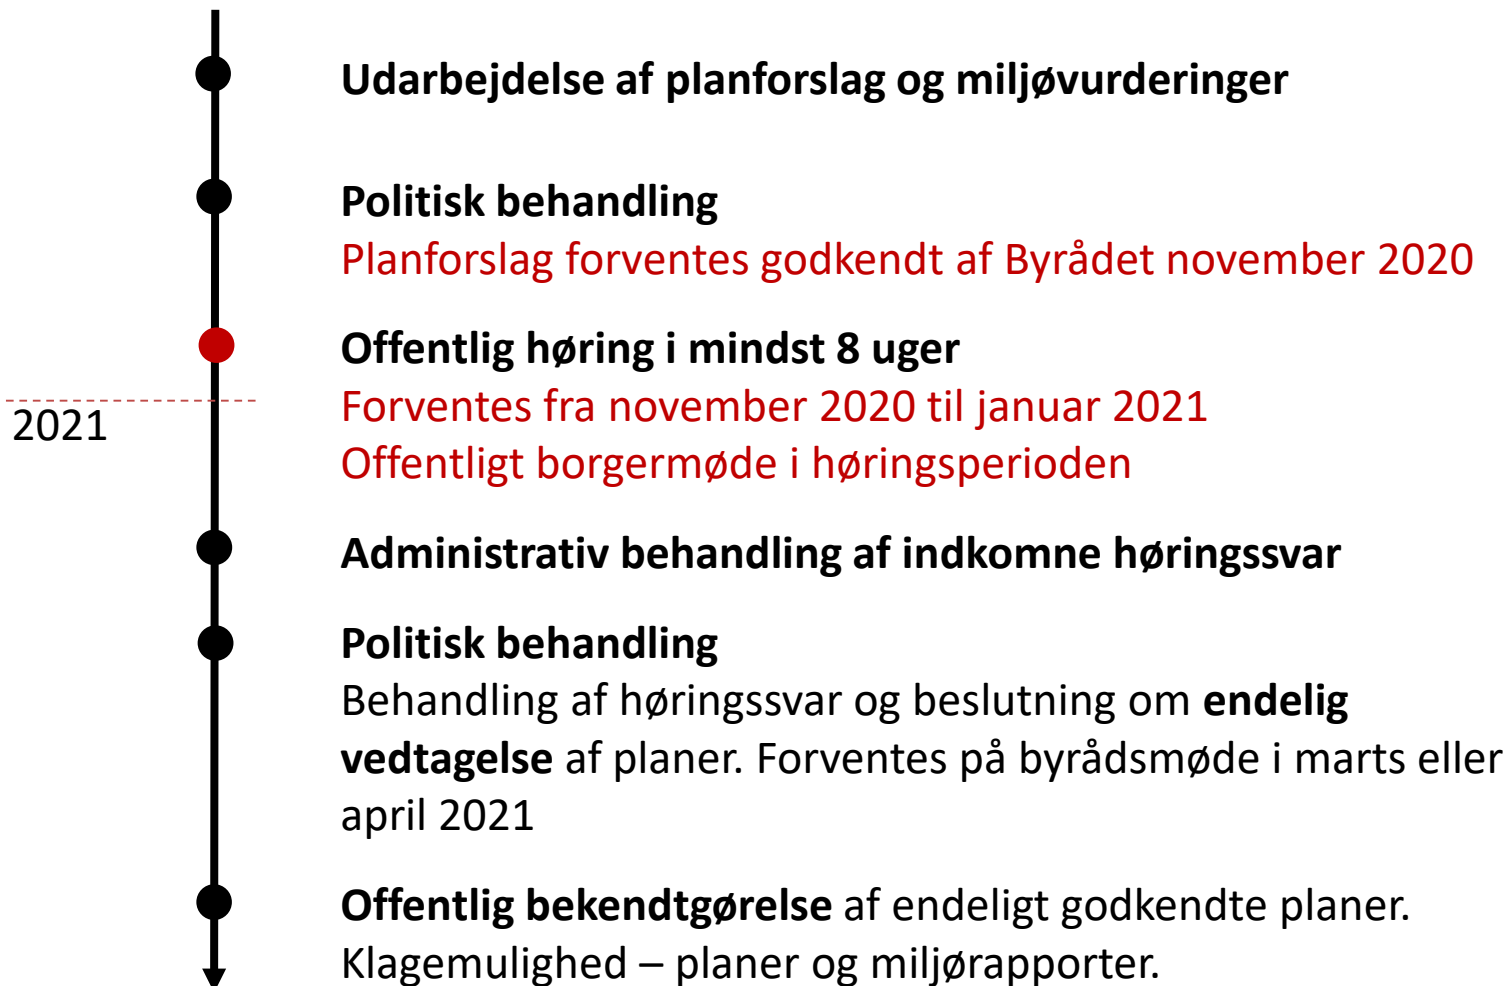 Udarbejdelse af planforslag og miljøvurderinger
Politisk behandling
Planforslag forventes godkendt af Byrådet november 2020
Offentlig høring i mindst 8 uger
2021
Forventes fra november 2020 til januar 2021
Offentligt borgermøde i høringsperioden
Administrativ behandling af indkomne høringssvar
Politisk behandling
Behandling af høringssvar og beslutning om endelig
vedtagelse af planer. Forventes på byrådsmøde i marts eller
april 2021
Offentlig bekendtgørelse af endeligt godkendte planer.
Klagemulighed – planer og miljørapporter.